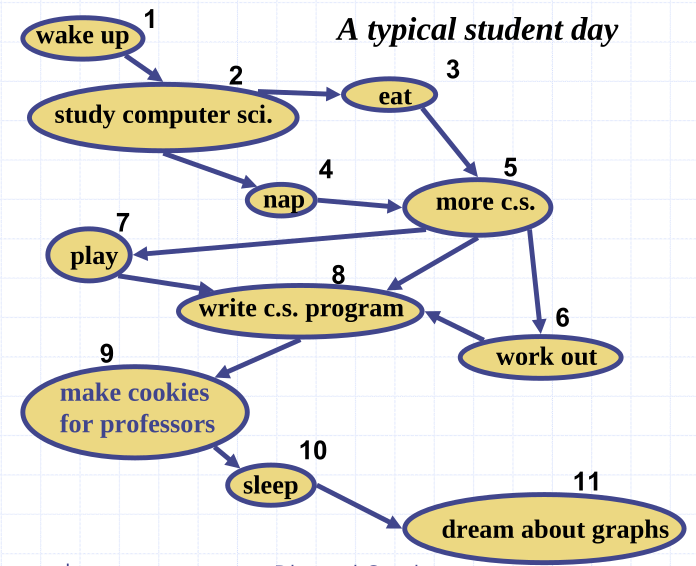 1
A typical student day
wake up
2
3
study computer sci.
eat
4
5
nap
more c.s.
7
play
8
write c.s. program
6
work out
9
make cookies
for professors
10
sleep
11
dream about graphs